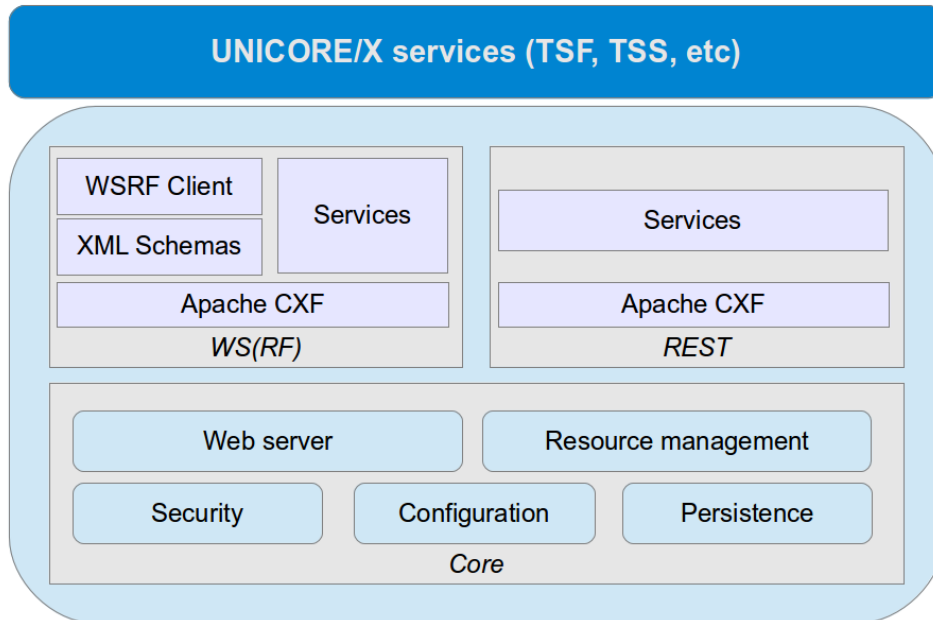 UNICORE/X services (TSF, TSS, etc)
WSRF Client
XML Schemas
Services
Apache CXF
WS(RF)
Services
Apache CXF
REST
Web server
Resource management
Security
Configuration
Persistence
Core